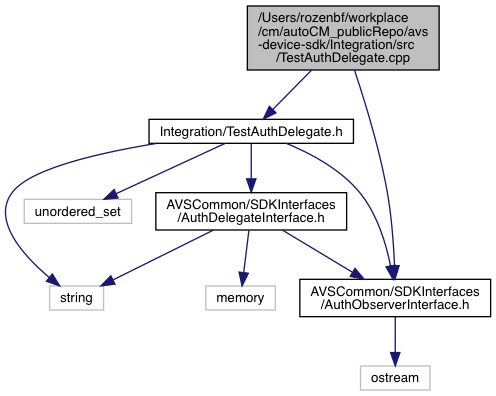 /Users/rozenbf/workplace
/cm/autoCM_publicRepo/avs
-device-sdk/Integration/src
/TestAuthDelegate.cpp
Integration/TestAuthDelegate.h
unordered_set
AVSCommon/SDKInterfaces
/AuthDelegateInterface.h
string
memory
AVSCommon/SDKInterfaces
/AuthObserverInterface.h
ostream